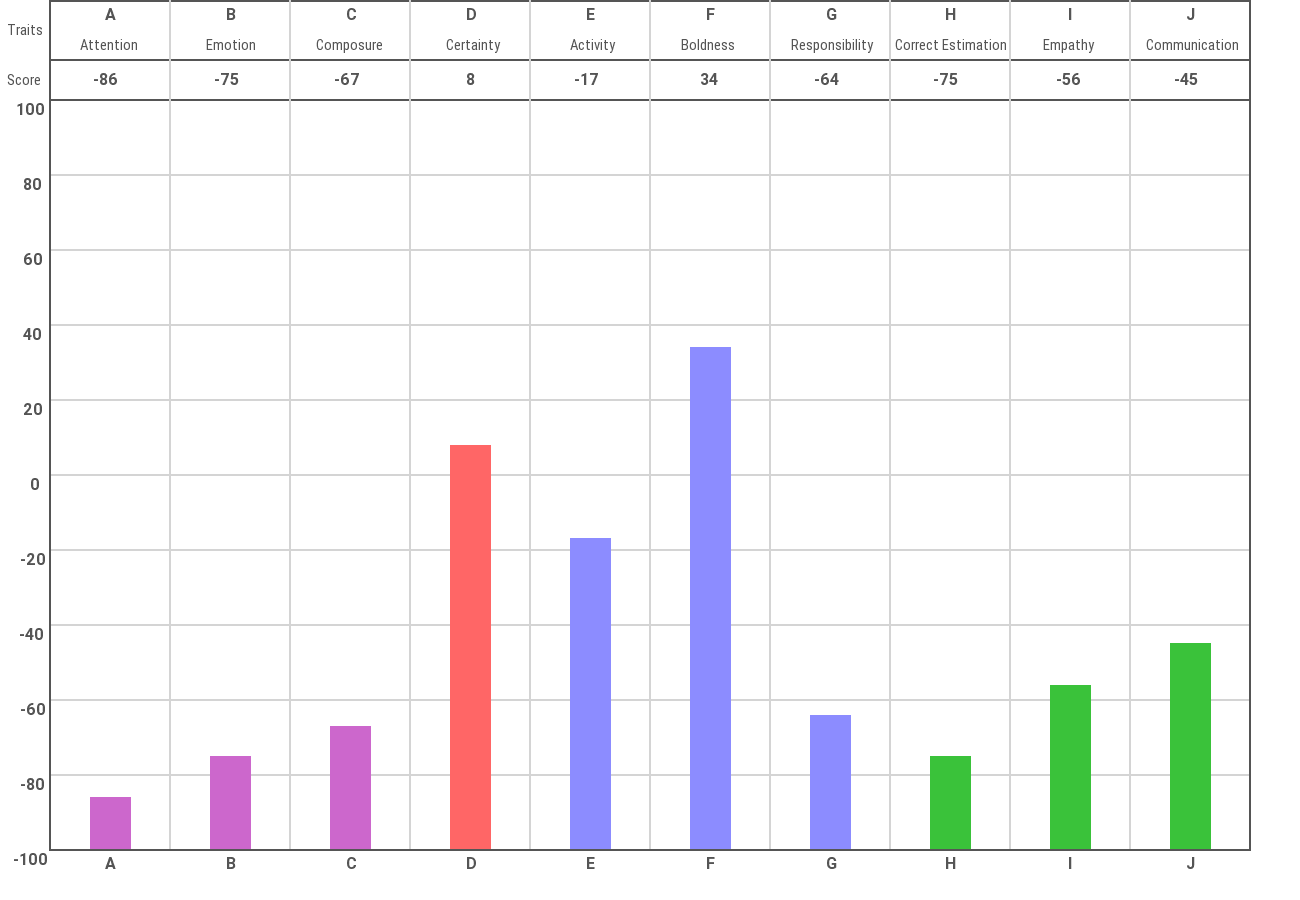 A B C D E F G H I J
Traits
Attention Emotion Composure Certainty Activity Boldness Responsibility Correct Estimation Empathy Communication
Score -86 -75 -67 8 -17 34 -64 -75 -56 -45
100
80
60
40
20
0
-20
-40
-60
-80
-100
A B C D E F G H I J